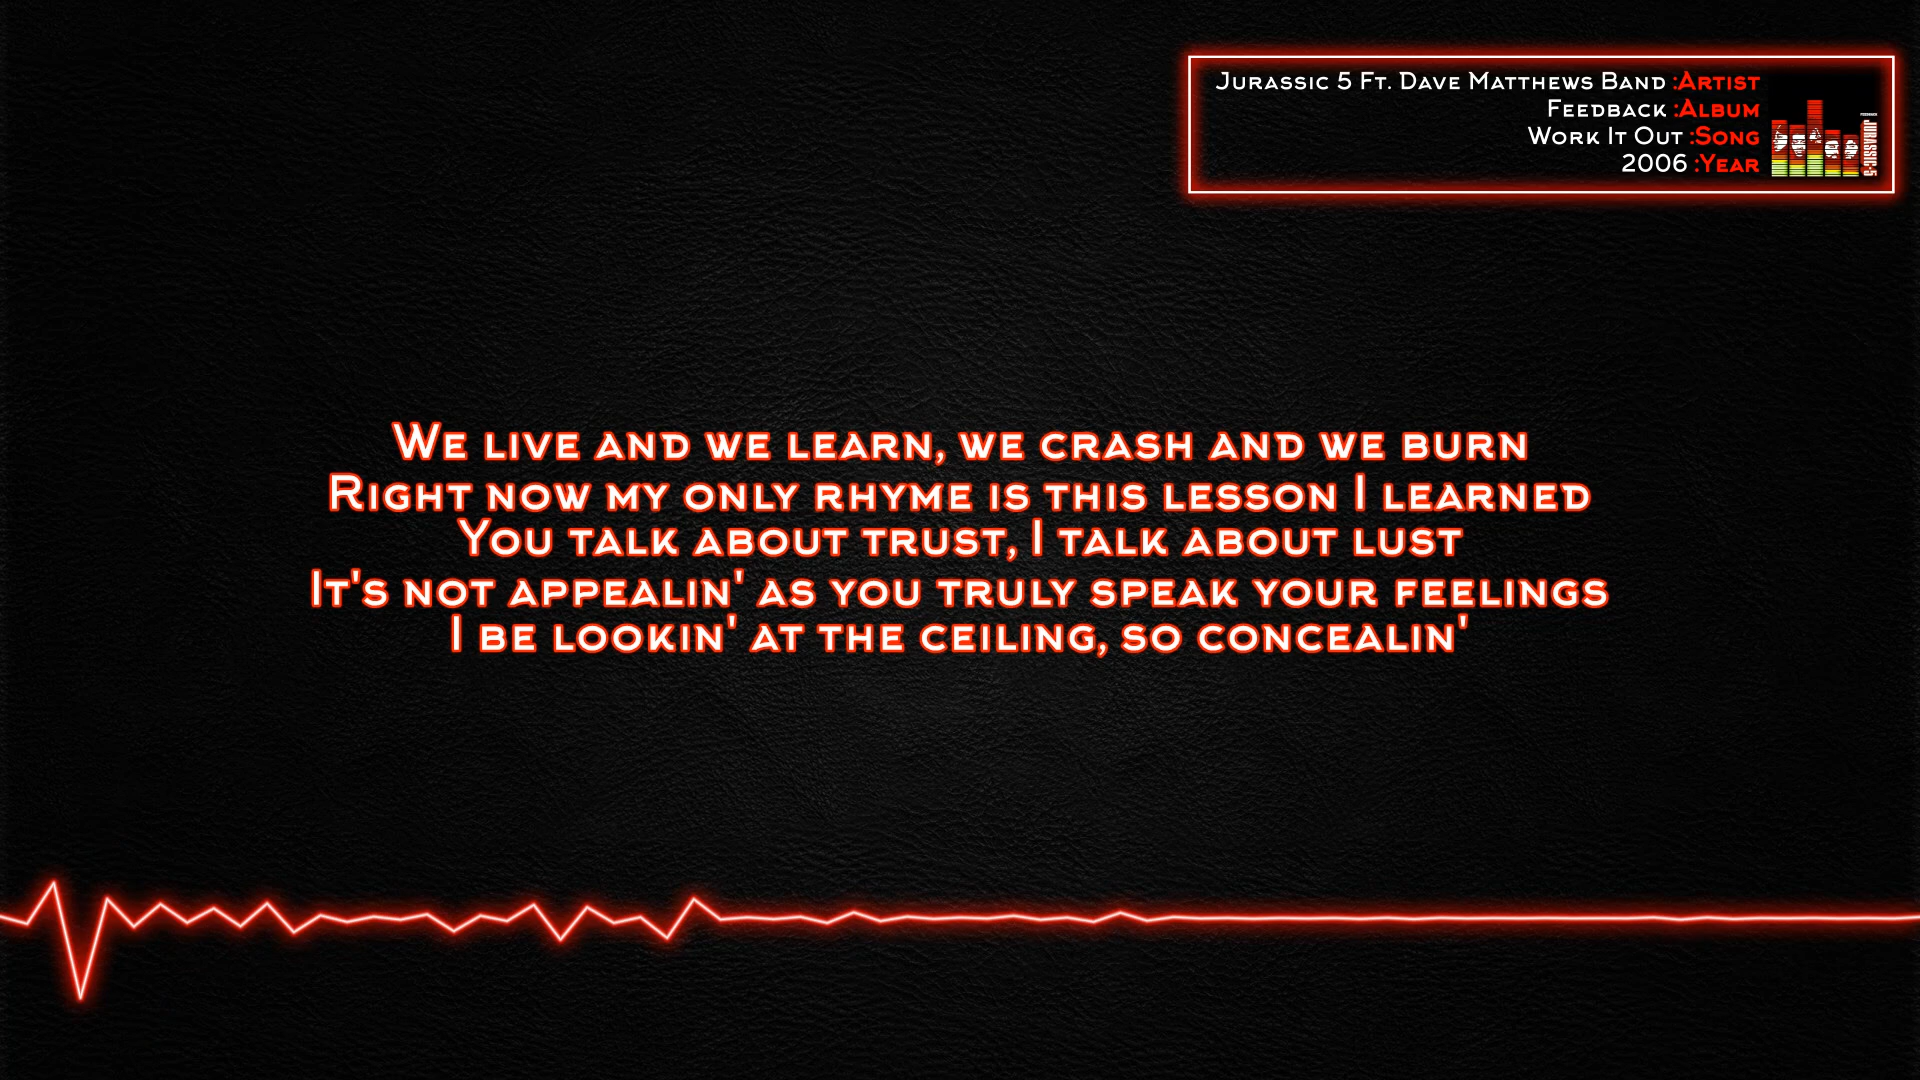 Jurassic 5 Ft. Dave Matthews Band :Artist
Feedback :Album
Work It Out :Song
2006 :Year
FEEDBACK
JURASSIC-5
We live and we learn, we crash and we burn
Right now my only rhyme is this lesson I learned
You talk about trust, I talk about lust
It's not appealin' as you truly speak your feelings
I be lookin' at the ceiling, so concealin'